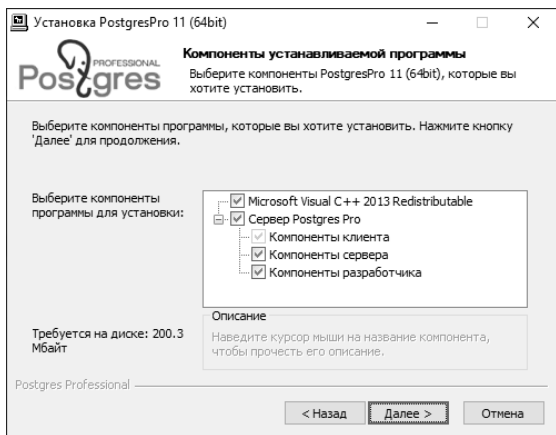 Установка PostgresPro 11 (64bit)
PROFESSIONAL
Postgres
Компоненты устанавливаемой программы
Выберите компоненты PostgresPro 11 (64bit), которые вы
хотите установить.
Выберите компоненты программы, которые вы хотите установить. Нажмите кнопку
'Далее' для продолжения.
Выберите компоненты
программы для установки:
Microsoft Visual C++ 2013 Redistributable
Сервер Postgres Pro
Компоненты клиента
Компоненты сервера
Компоненты разработчика
Требуется на диске: 200.3
Мбайт
Описание
Наведите курсор мыши на название компонента,
чтобы прочесть его описание.
Postgres Professional
< Назад
Далее >
Отмена